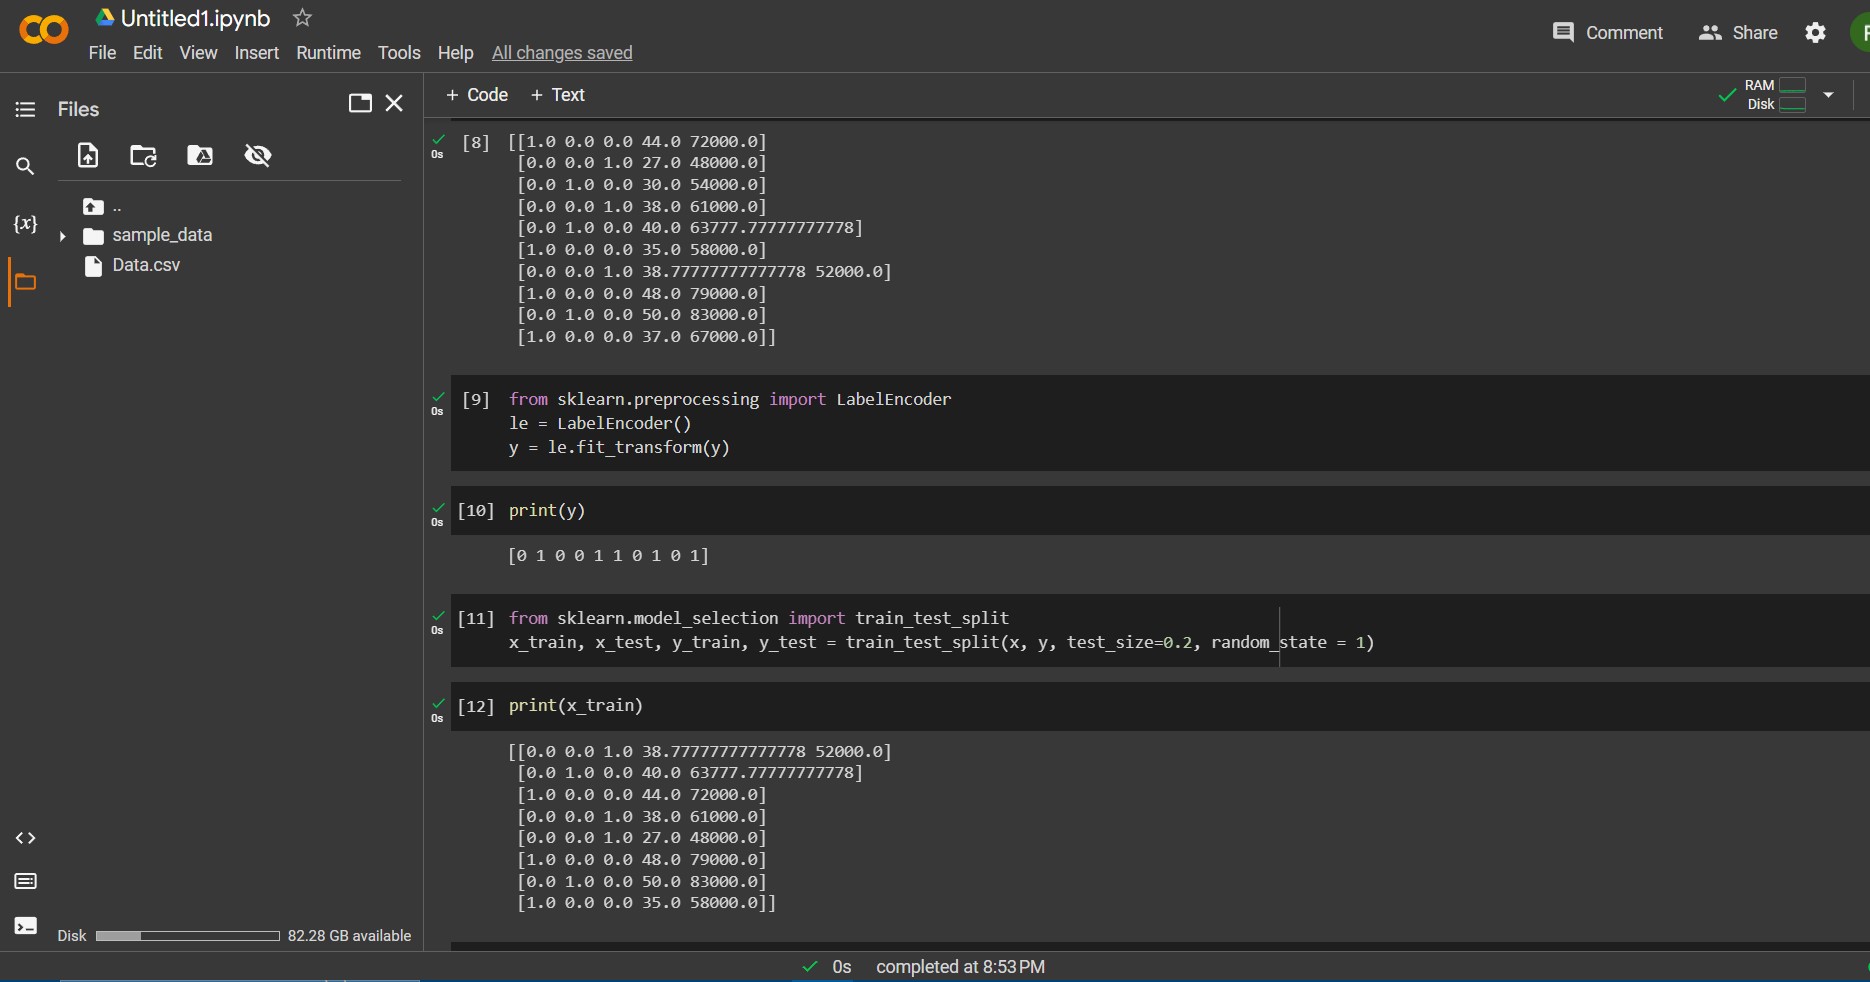 Untitled1.ipynb
File Edit View Insert Runtime Tools Help All changes saved
Comment Share
Files
+ Code + Text
RAM
Disk
{x}
..
sample_data
Data.csv
0s [8] [[1.0 0.0 0.0 44.0 72000.0]
[0.0 0.0 1.0 27.0 48000.0]
[0.0 1.0 0.0 30.0 54000.0]
[0.0 0.0 1.0 38.0 61000.0]
[0.0 1.0 0.0 40.0 63777.77777777778]
[1.0 0.0 0.0 35.0 58000.0]
[0.0 0.0 1.0 38.77777777777778 52000.0]
[1.0 0.0 0.0 48.0 79000.0]
[0.0 1.0 0.0 50.0 83000.0]
[1.0 0.0 0.0 37.0 67000.0]]
0s [9] from sklearn.preprocessing import LabelEncoder
le = LabelEncoder()
y = le.fit_transform(y)
0s [10] print(y)
[0 1 0 0 1 1 0 1 0 1]
0s [11] from sklearn.model_selection import train_test_split
x_train, x_test, y_train, y_test = train_test_split(x, y, test_size=0.2, random_state = 1)
0s [12] print(x_train)
[[0.0 0.0 1.0 38.77777777777778 52000.0]
[0.0 1.0 0.0 40.0 63777.77777777778]
[1.0 0.0 0.0 44.0 72000.0]
[0.0 0.0 1.0 38.0 61000.0]
[0.0 0.0 1.0 27.0 48000.0]
[1.0 0.0 0.0 48.0 79000.0]
[0.0 1.0 0.0 50.0 83000.0]
[1.0 0.0 0.0 35.0 58000.0]]
Disk 82.28 GB available
0s completed at 8:53 PM